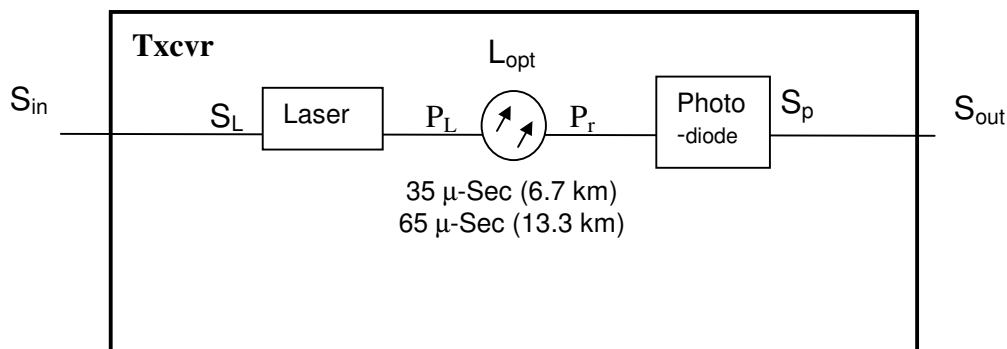 Txcvr
L_opt
S_in
S_L
Laser
P_L
P_r
Photo
-diode
S_p
S_out
35 μ-Sec (6.7 km)
65 μ-Sec (13.3 km)